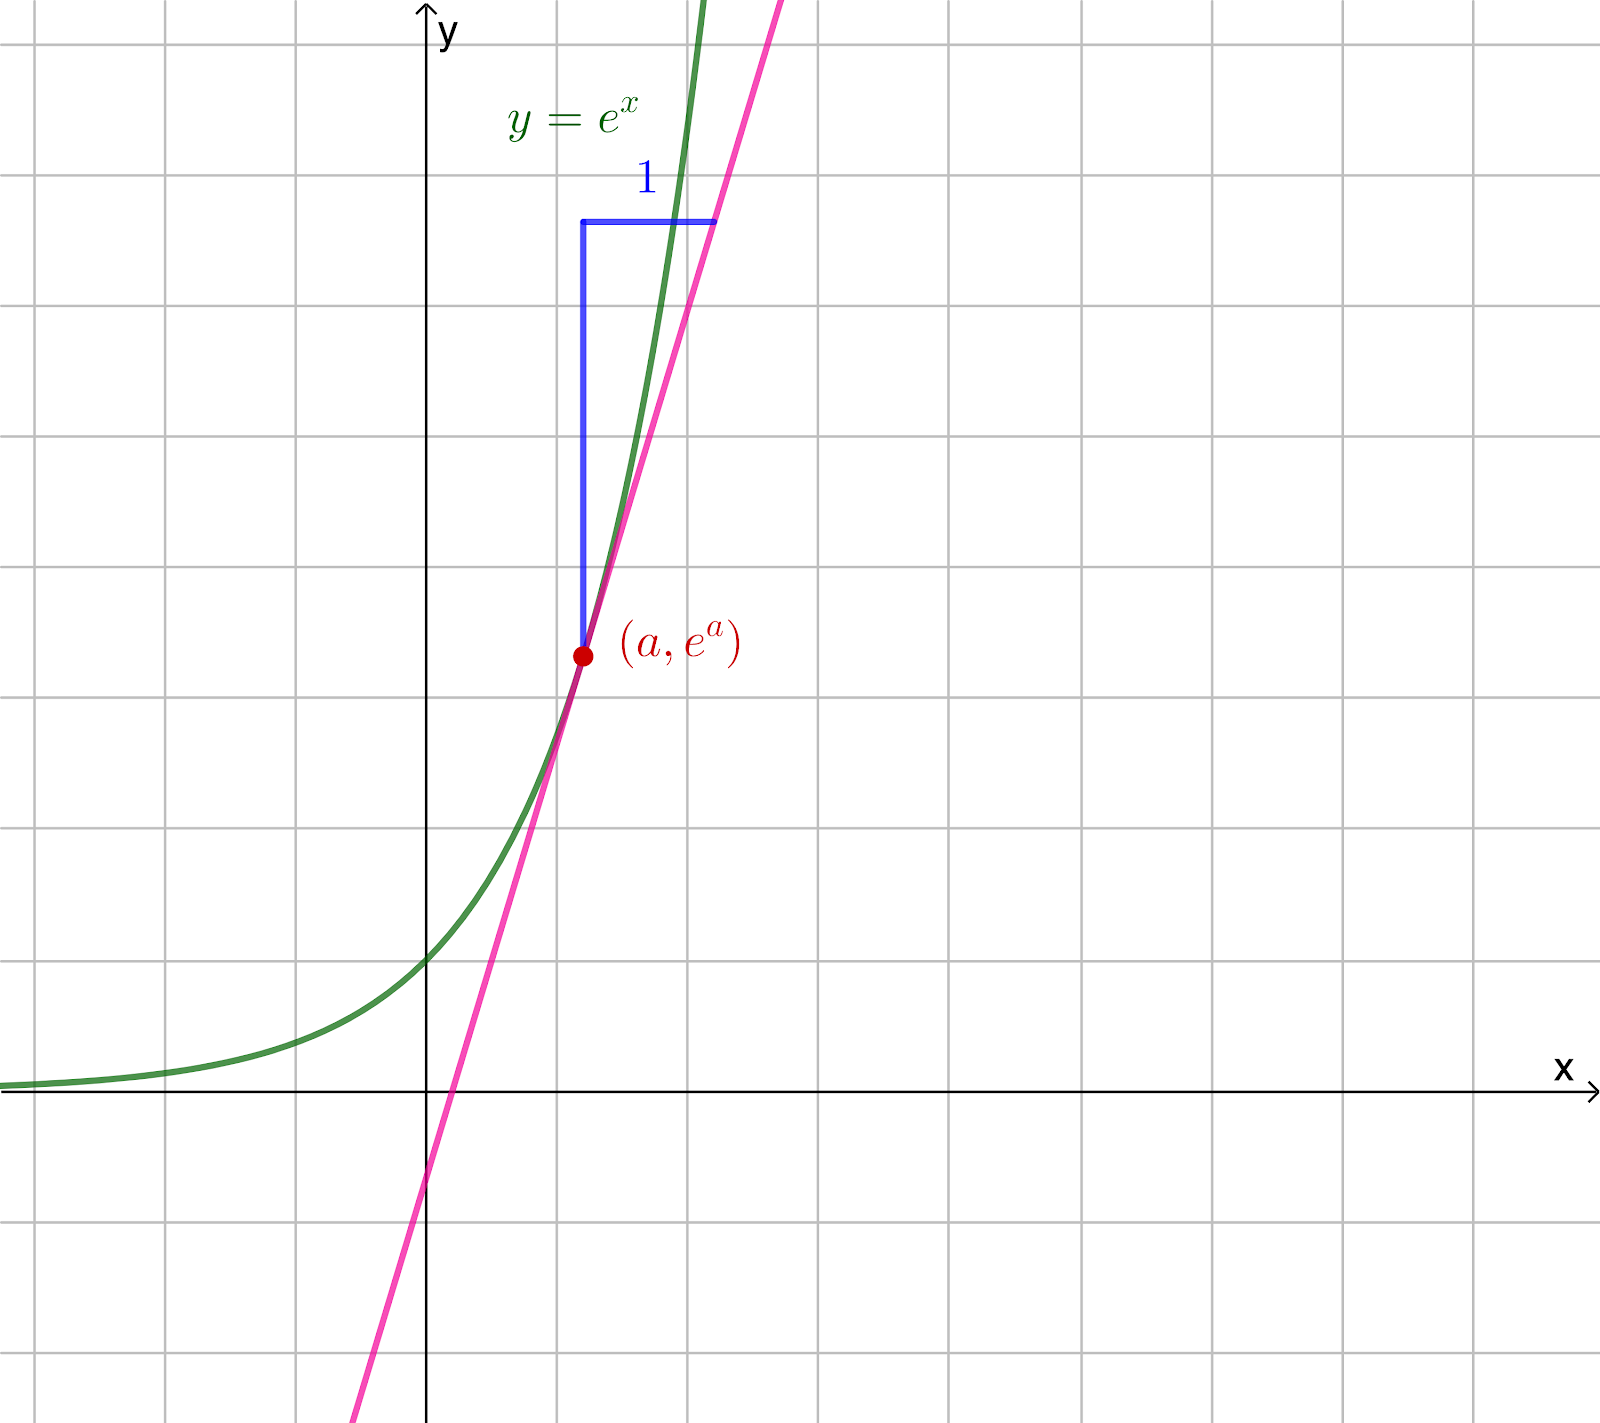 y
y = e^x
1
(a, e^a)
x